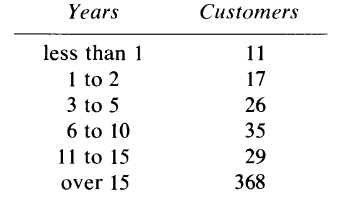 Years Customers
less than 1 11
1 to 2 17
3 to 5 26
6 to 10 35
11 to 15 29
over 15 368